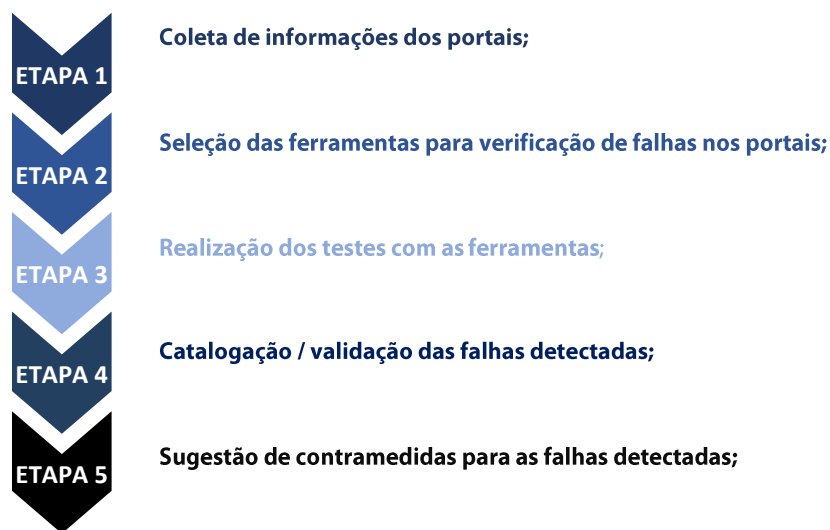 ETAPA 1
Coleta de informações dos portais;
ETAPA 2
Seleção das ferramentas para verificação de falhas nos portais;
ETAPA 3
Realização dos testes com as ferramentas;
ETAPA 4
Catalogação / validação das falhas detectadas;
ETAPA 5
Sugestão de contramedidas para as falhas detectadas;